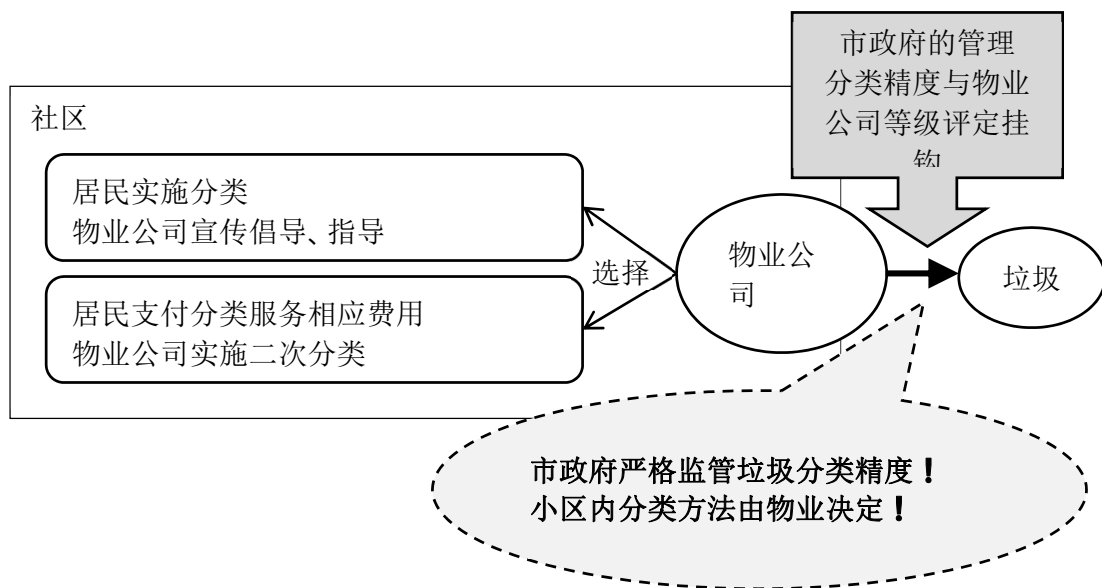 市政府的管理
分类精度与物业
公司等级评定挂
钩
社区
居民实施分类
物业公司宣传倡导、指导
选择
居民支付分类服务相应费用
物业公司实施二次分类
物业公
司
垃圾
市政府严格监管垃圾分类精度！
小区内分类方法由物业决定！